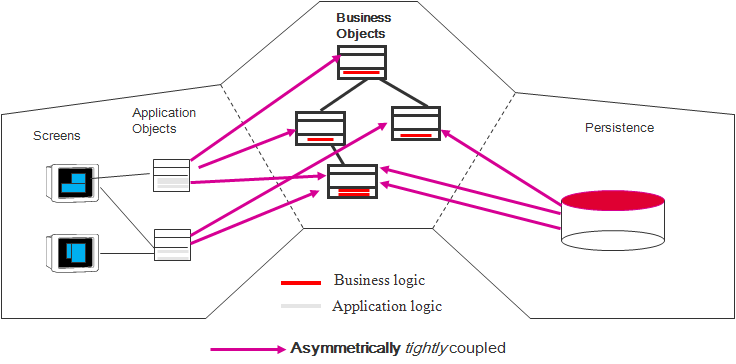 Business
Objects
Application
Objects
Screens
Persistence
Business logic
Application logic
Asymmetrically tightly coupled